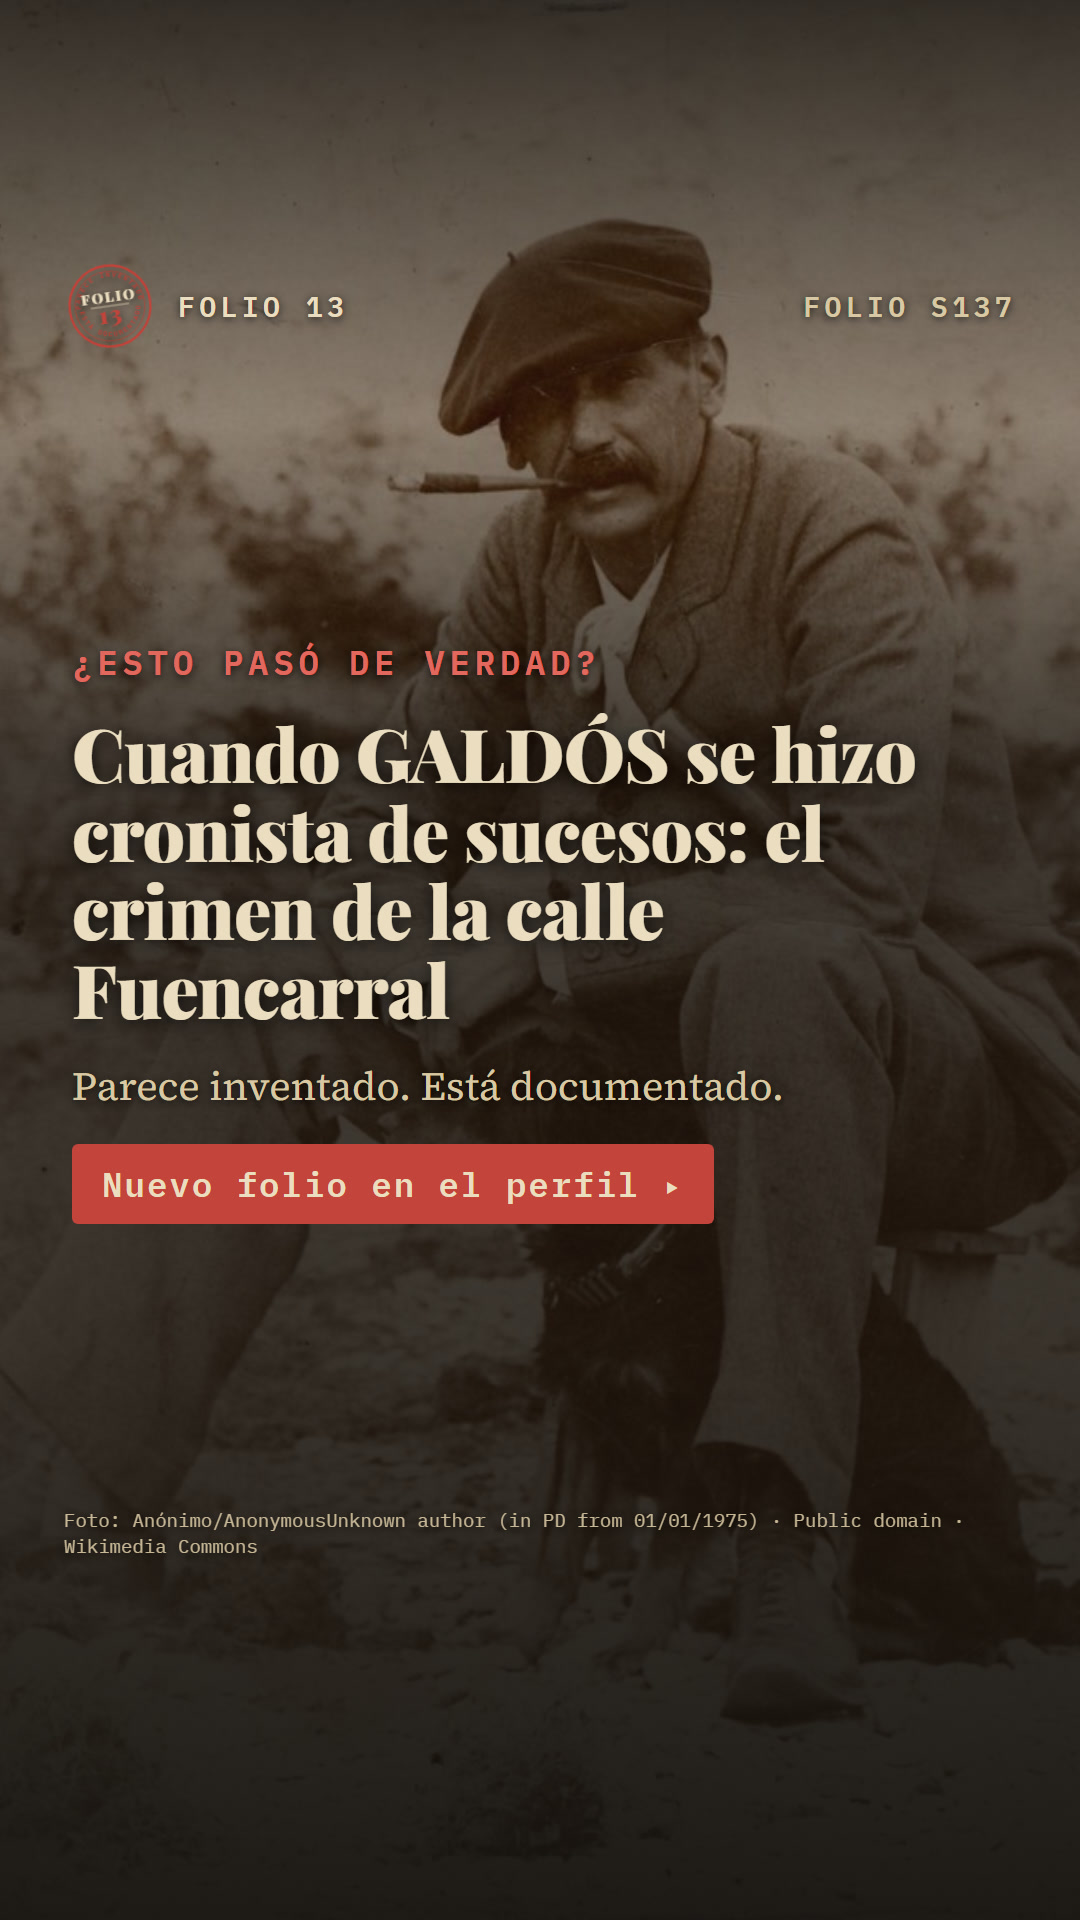 FOLIO
13
FOLIO 13
FOLIO S137
¿ESTO PASÓ DE VERDAD?
Cuando GALDÓS se hizo
cronista de sucesos: el
crimen de la calle
Fuencarral
Parece inventado. Está documentado.
Nuevo folio en el perfil ▸
Foto: Anónimo/AnonymousUnknown author (in PD from 01/01/1975) · Public domain ·
Wikimedia Commons